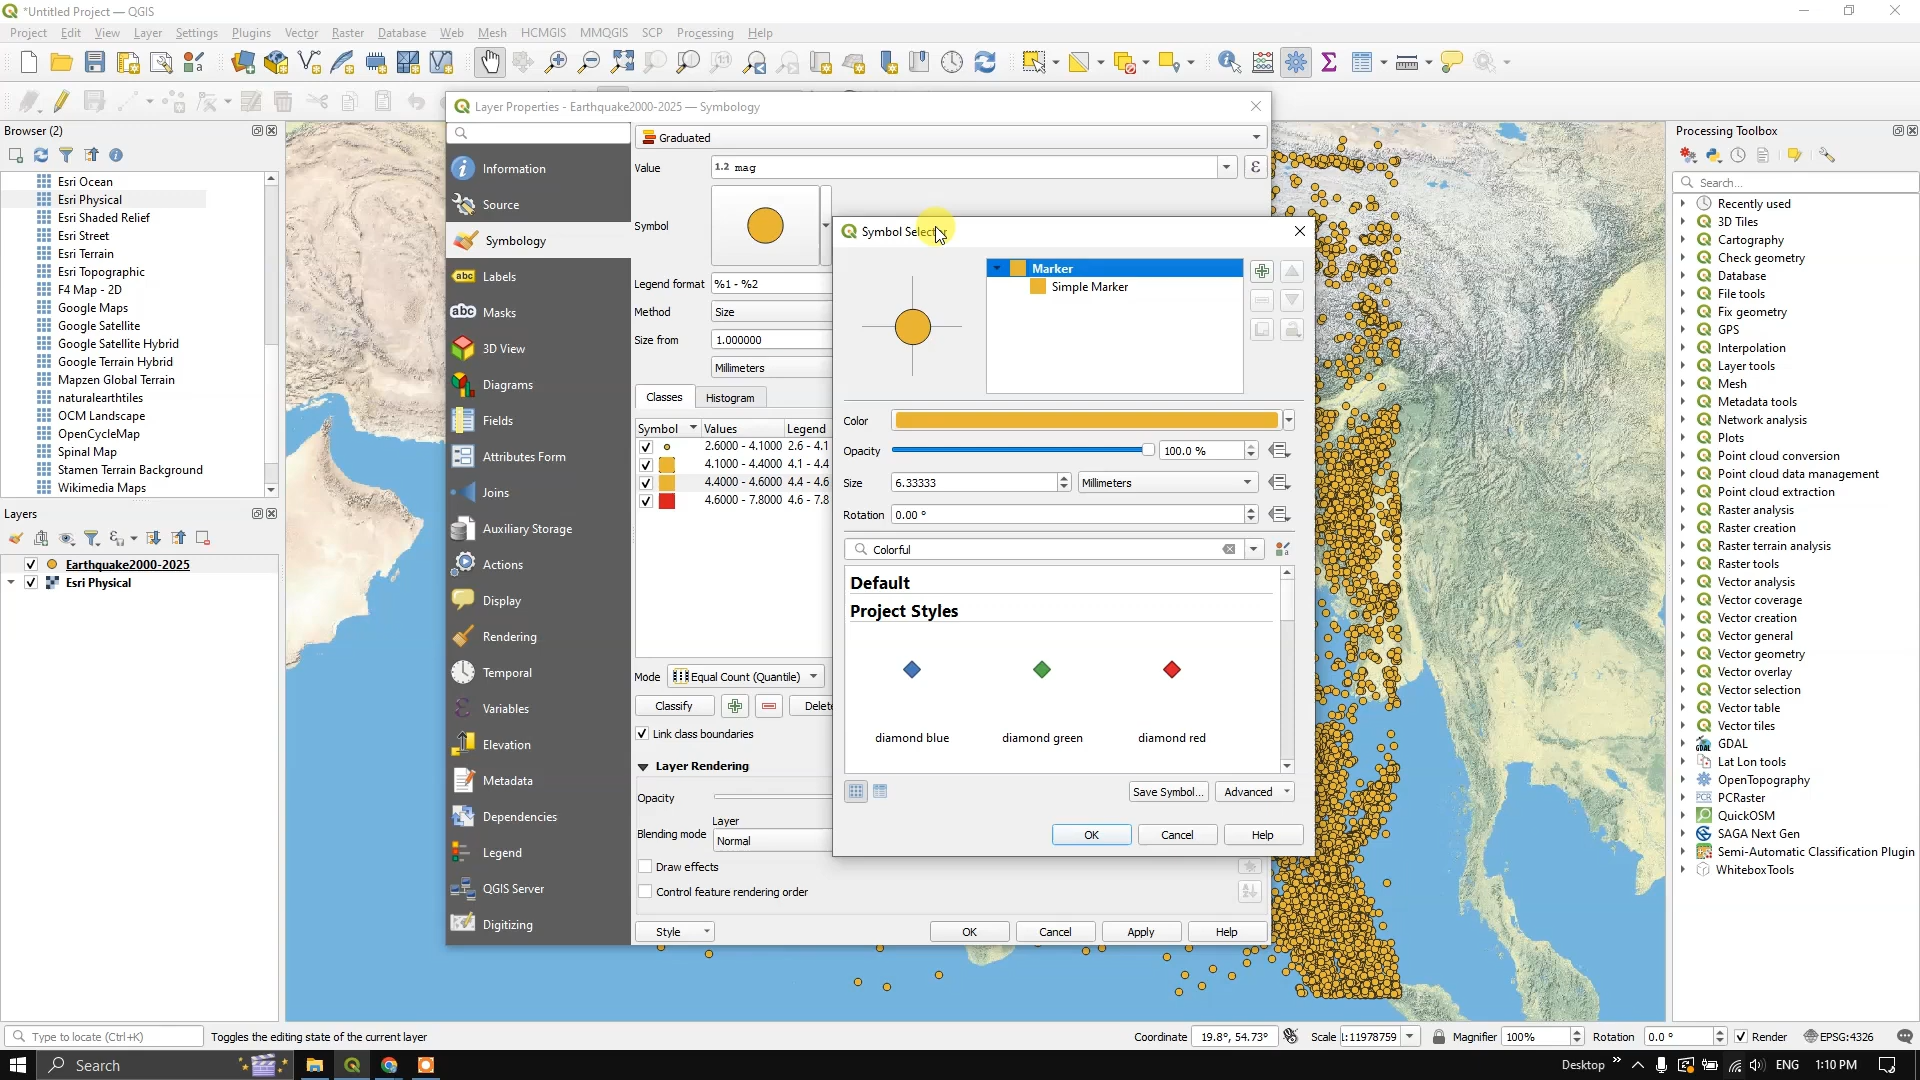 *Untitled Project — QGIS
Project Edit View Layer Settings Plugins Vector Raster Database Web Mesh HCMGIS MMQGIS SCP Processing Help
Browser (2)
Esri Ocean
Esri Physical
Esri Shaded Relief
Esri Street
Esri Terrain
Esri Topographic
F4 Map - 2D
Google Maps
Google Satellite
Google Satellite Hybrid
Google Terrain Hybrid
Mapzen Global Terrain
naturalearthtiles
OCM Landscape
OpenCycleMap
Spinal Map
Stamen Terrain Background
Wikimedia Maps
Layers
Earthquake2000-2025
Esri Physical
Layer Properties - Earthquake2000-2025 — Symbology
Information
Source
Symbology
abc Labels
abc Masks
3D View
Diagrams
Fields
Attributes Form
Joins
Auxiliary Storage
Actions
Display
Rendering
Temporal
Variables
Elevation
Metadata
Dependencies
Legend
QGIS Server
Digitizing
Graduated
Value 1.2 mag ε
Symbol
Legend format %1 - %2
Method Size
Size from 1.000000
Millimeters
Classes Histogram
Symbol Values Legend
2.6000 - 4.1000 2.6 - 4.1
4.1000 - 4.4000 4.1 - 4.4
4.4000 - 4.6000 4.4 - 4.6
4.6000 - 7.8000 4.6 - 7.8
Mode Equal Count (Quantile)
Classify Delete
Link class boundaries
Layer Rendering
Opacity
Layer
Blending mode Normal
Draw effects
Control feature rendering order
Style OK Cancel Apply Help
Symbol Selector
Marker
Simple Marker
Color
Opacity 100.0 %
Size 6.33333 Millimeters
Rotation 0.00 °
Colorful
Default
Project Styles
diamond blue diamond green diamond red
Save Symbol... Advanced
OK Cancel Help
Processing Toolbox
Search...
Recently used
3D Tiles
Cartography
Check geometry
Database
File tools
Fix geometry
GPS
Interpolation
Layer tools
Mesh
Metadata tools
Network analysis
Plots
Point cloud conversion
Point cloud data management
Point cloud extraction
Raster analysis
Raster creation
Raster terrain analysis
Raster tools
Vector analysis
Vector coverage
Vector creation
Vector general
Vector geometry
Vector overlay
Vector selection
Vector table
Vector tiles
GDAL
Lat Lon tools
OpenTopography
PCRaster
QuickOSM
SAGA Next Gen
Semi-Automatic Classification Plugin
WhiteboxTools
Type to locate (Ctrl+K) Toggles the editing state of the current layer Coordinate 19.8°, 54.73° Scale 1:11978759 Magnifier 100% Rotation 0.0 ° Render EPSG:4326
Search Desktop ENG 1:10 PM